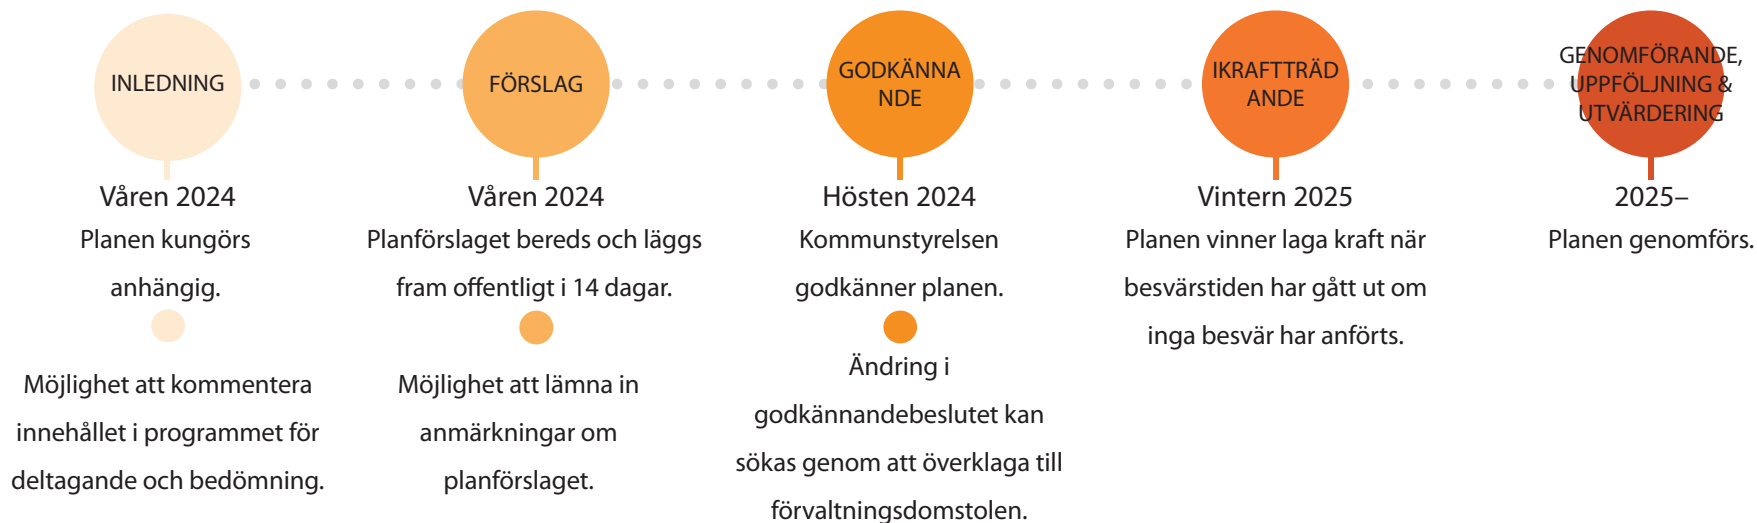 INLEDNING
Våren 2024
Planen kungörs
anhängig.
Möjlighet att kommentera
innehållet i programmet för
deltagande och bedömning.
FÖRSLAG
Våren 2024
Planförslaget bereds och läggs
fram offentligt i 14 dagar.
Möjlighet att lämna in
anmärkningar om
planförslaget.
GODKÄNNA
NDE
Hösten 2024
Kommunstyrelsen
godkänner planen.
Ändring i
godkännandebeslutet kan
sökas genom att överklaga till
förvaltningsdomstolen.
IKRAFTTRÄD
ANDE
Vintern 2025
Planen vinner laga kraft när
besvärstiden har gått ut om
inga besvär har anförts.
GENOMFÖRANDE,
UPPFÖLJNING &
UTVÄRDERING
2025–
Planen genomförs.